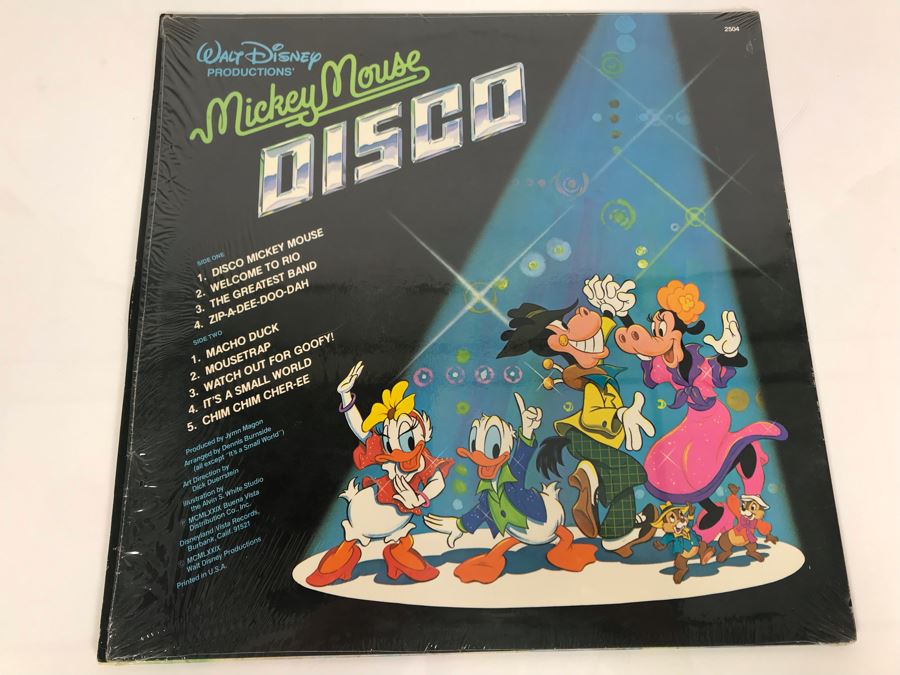 2504
Walt Disney
PRODUCTIONS'
Mickey Mouse
DISCO
SIDE ONE
1. DISCO MICKEY MOUSE
2. WELCOME TO RIO
3. THE GREATEST BAND
4. ZIP-A-DEE-DOO-DAH
SIDE TWO
1. MACHO DUCK
2. MOUSETRAP
3. WATCH OUT FOR GOOFY!
4. IT'S A SMALL WORLD
5. CHIM CHIM CHER-EE
Produced by Jymn Magon
Arranged by Dennis Burnside
(all except "It's a Small World")
Art Direction by
Dick Duerrstein
Illustration by
the Alvin S. White Studio
℗ MCMLXXIX Buena Vista
Distribution Co., Inc.
Disneyland/Vista Records,
Burbank, Calif. 91521
© MCMLXXIX
Walt Disney Productions
Printed in U.S.A.